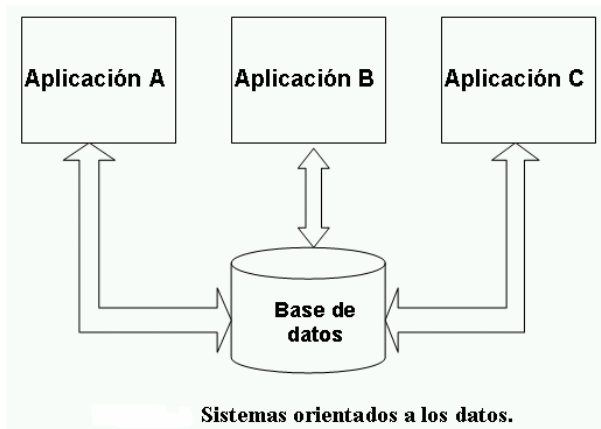 Aplicación A
Aplicación B
Aplicación C
Base de
datos
Sistemas orientados a los datos.